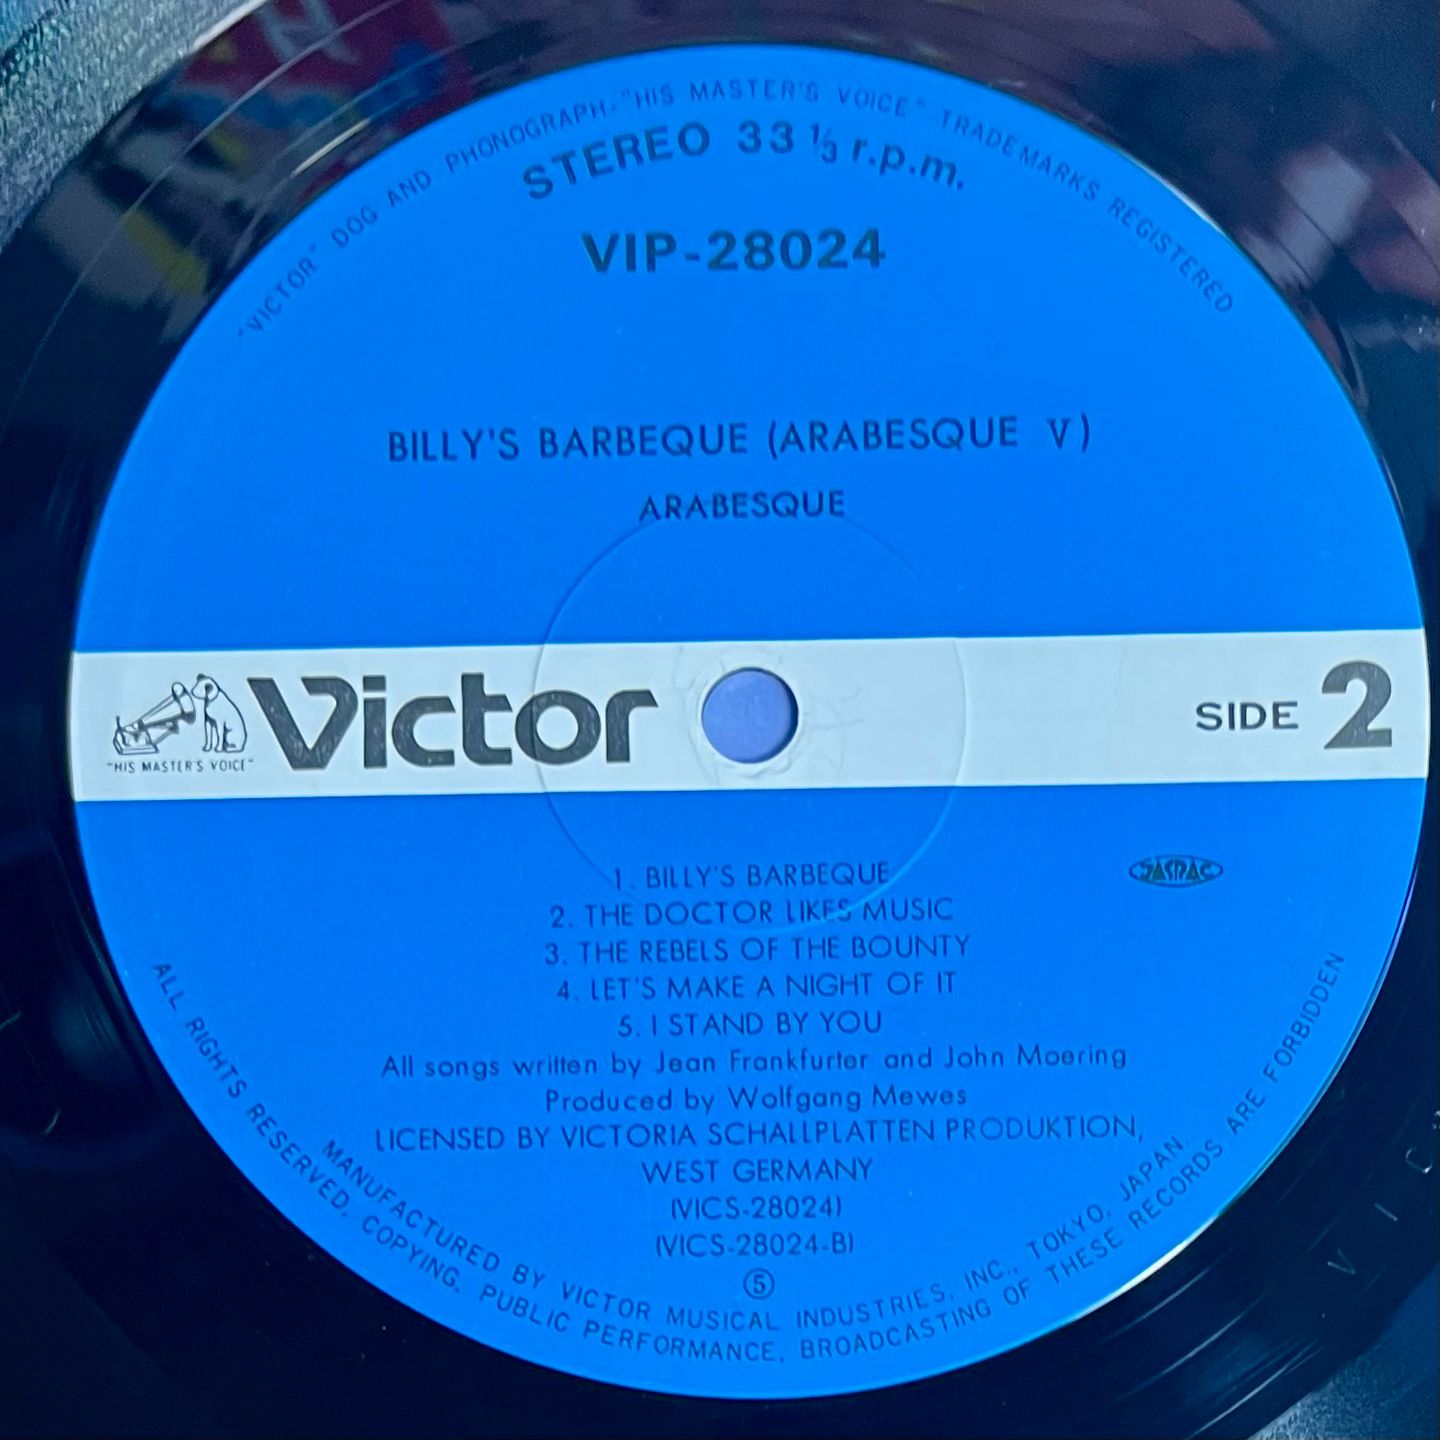 "VICTOR" DOG AND PHONOGRAPH-"HIS MASTER'S VOICE" TRADEMARKS REGISTERED
STEREO 33 1/3 r.p.m.
VIP-28024
BILLY'S BARBEQUE (ARABESQUE V)
ARABESQUE
"HIS MASTER'S VOICE"
Victor
SIDE 2
JASRAC
1. BILLY'S BARBEQUE
2. THE DOCTOR LIKES MUSIC
3. THE REBELS OF THE BOUNTY
4. LET'S MAKE A NIGHT OF IT
5. I STAND BY YOU
All songs written by Jean Frankfurter and John Moering
Produced by Wolfgang Mewes
LICENSED BY VICTORIA SCHALLPLATTEN PRODUKTION,
WEST GERMANY
(VICS-28024)
(VICS-28024-B)
⑤
MANUFACTURED BY VICTOR MUSICAL INDUSTRIES, INC., TOKYO, JAPAN.
ALL RIGHTS RESERVED. COPYING, PUBLIC PERFORMANCE, BROADCASTING OF THESE RECORDS ARE FORBIDDEN